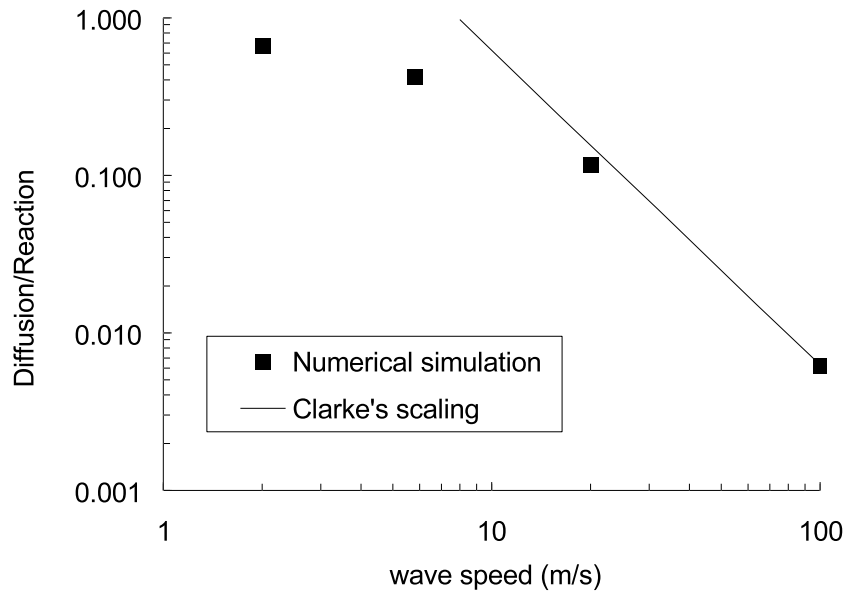 1.000
0.100
0.010
0.001
Diffusion/Reaction
Numerical simulation
Clarke's scaling
1 10 100
wave speed (m/s)